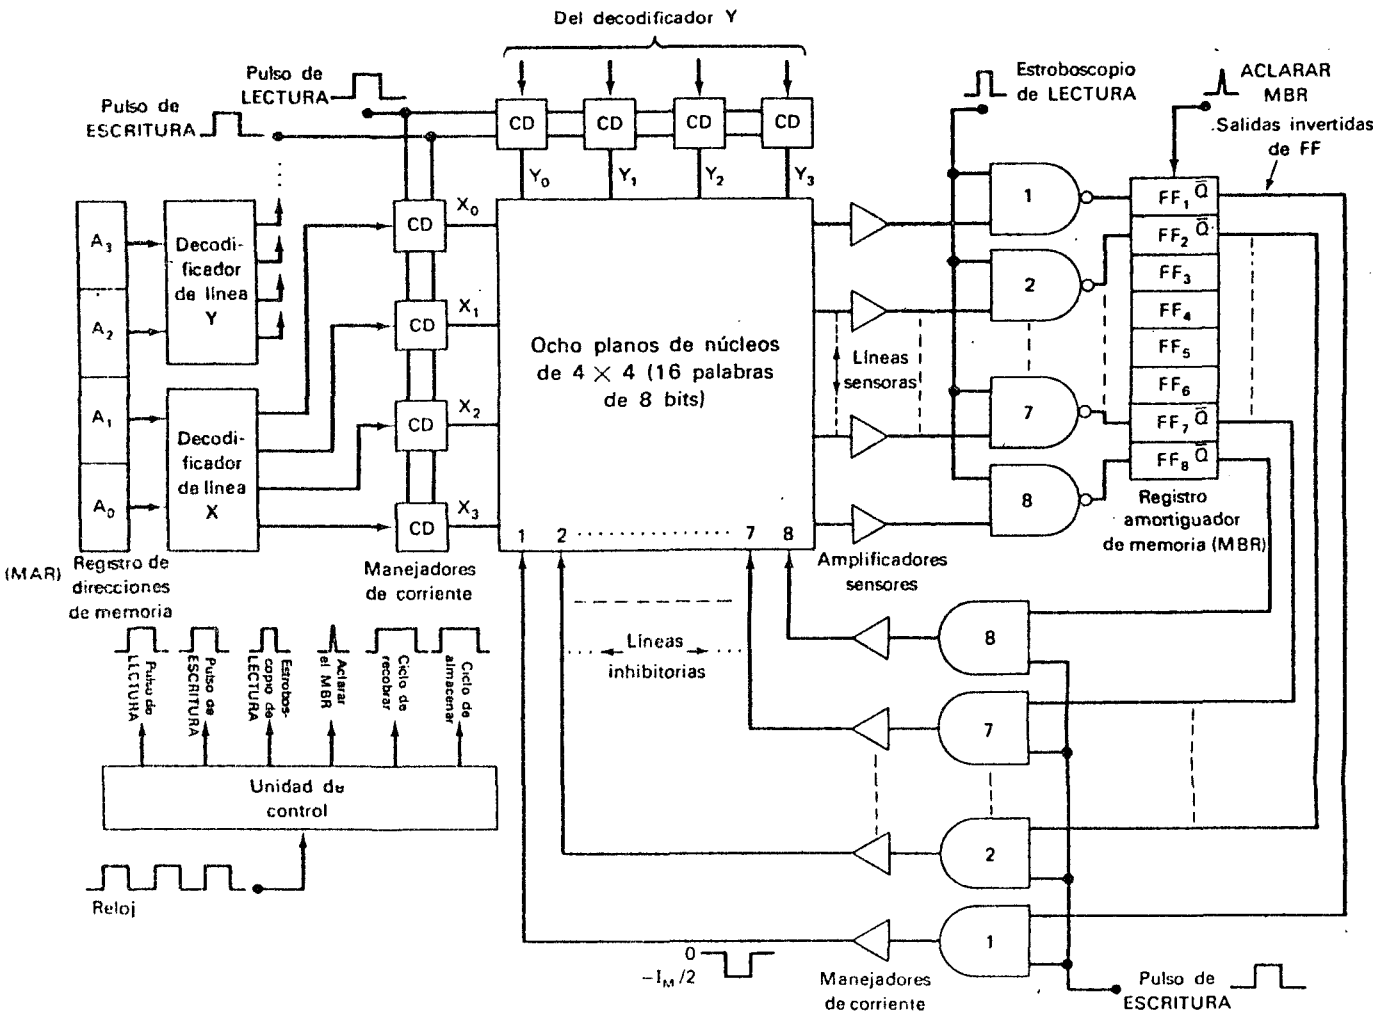 Del decodificador Y
Pulso de
LECTURA
Pulso de
ESCRITURA
CD
CD
CD
CD
Y0
Y1
Y2
Y3
Estroboscopio
de LECTURA
ACLARAR
MBR
Salidas invertidas
de FF
A3
A2
A1
A0
Decodi-
ficador
de línea
Y
Decodi-
ficador
de línea
X
CD
CD
CD
CD
X0
X1
X2
X3
Ocho planos de núcleos
de 4 × 4 (16 palabras
de 8 bits)
1 2 .............. 7 8
Líneas
sensoras
1
2
7
8
FF1 Q̅
FF2 Q̅
FF3
FF4
FF5
FF6
FF7 Q̅
FF8 Q̅
(MAR)
Registro de
direcciones
de memoria
Manejadores
de corriente
Amplificadores
sensores
Registro
amortiguador
de memoria (MBR)
Líneas
inhibitorias
Pulso de
LECTURA
Pulso de
ESCRITURA
Estrobos-
copio de
LECTURA
Aclarar
el MBR
Ciclo de
recobrar
Ciclo de
almacenar
Unidad de
control
Reloj
8
7
2
1
0
−IM/2
Manejadores
de corriente
Pulso de
ESCRITURA